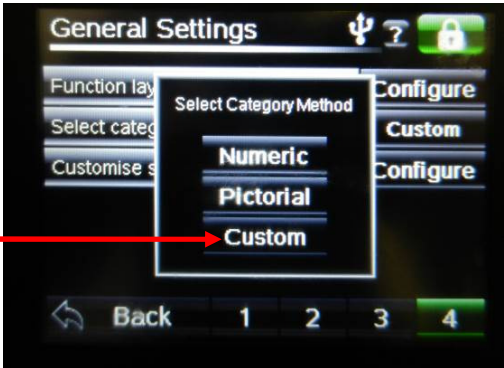 General Settings ?
Function lay
Configure
Select categ
Custom
Customise s
Configure
Select Category Method
Numeric
Pictorial
Custom
Back 1 2 3 4